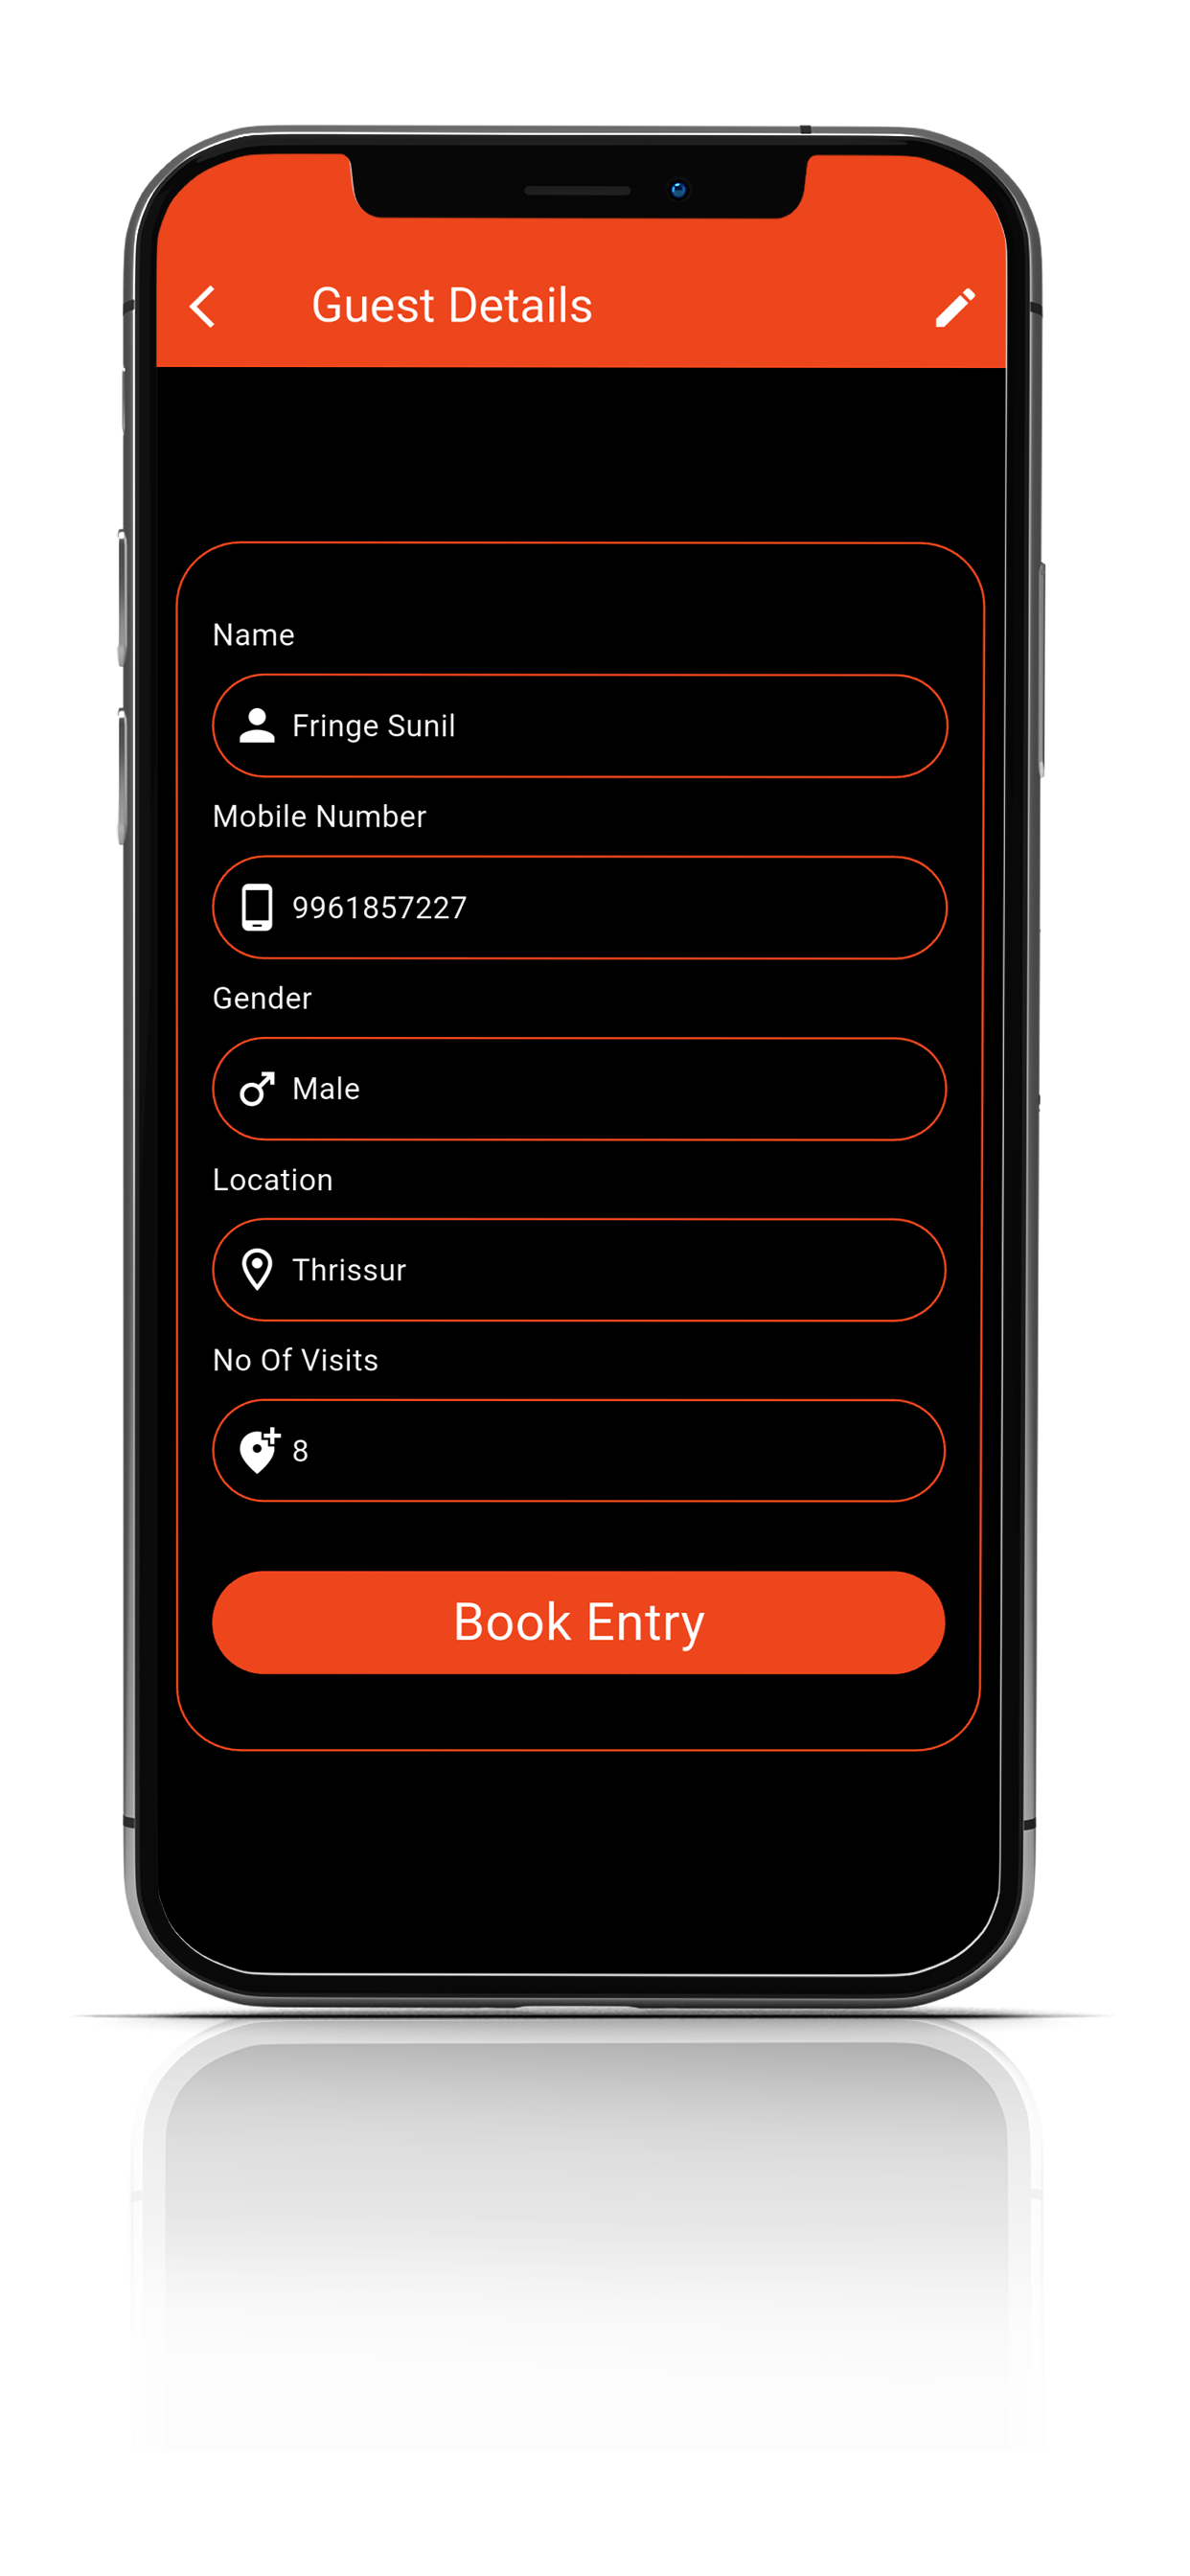 Guest Details
Name
Fringe Sunil
Mobile Number
9961857227
Gender
Male
Location
Thrissur
No Of Visits
8
Book Entry